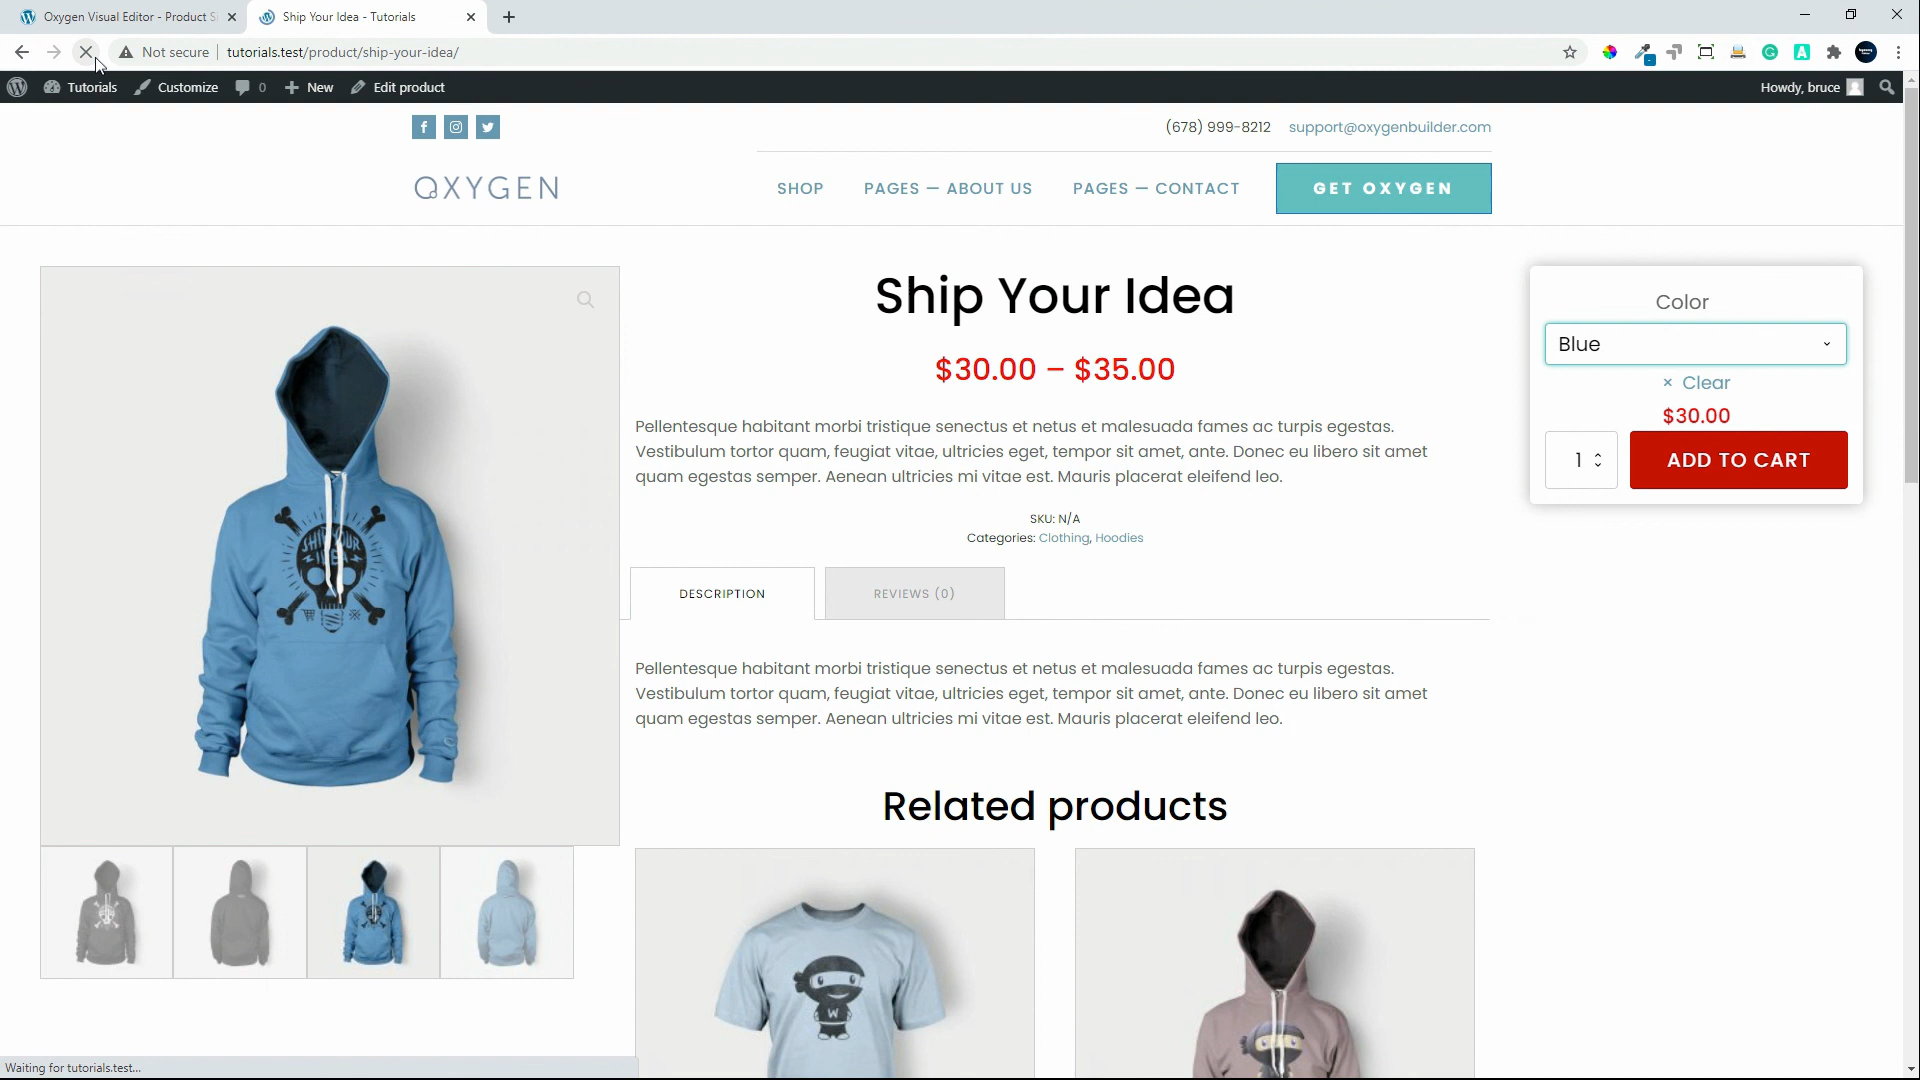 Oxygen Visual Editor - Product S
Ship Your Idea - Tutorials
Not secure
tutorials.test/product/ship-your-idea/
Tutorials
Customize
0
New
Edit product
Howdy, bruce
(678) 999-8212
support@oxygenbuilder.com
OXYGEN
SHOP
PAGES — ABOUT US
PAGES — CONTACT
GET OXYGEN
Ship Your Idea
$30.00 – $35.00
Pellentesque habitant morbi tristique senectus et netus et malesuada fames ac turpis egestas.
Vestibulum tortor quam, feugiat vitae, ultricies eget, tempor sit amet, ante. Donec eu libero sit amet
quam egestas semper. Aenean ultricies mi vitae est. Mauris placerat eleifend leo.
SKU: N/A
Categories: Clothing, Hoodies
Color
Blue
× Clear
$30.00
1
ADD TO CART
SHIP YOUR
IDEA
DESCRIPTION
REVIEWS (0)
Pellentesque habitant morbi tristique senectus et netus et malesuada fames ac turpis egestas.
Vestibulum tortor quam, feugiat vitae, ultricies eget, tempor sit amet, ante. Donec eu libero sit amet
quam egestas semper. Aenean ultricies mi vitae est. Mauris placerat eleifend leo.
Related products
W
Waiting for tutorials.test...